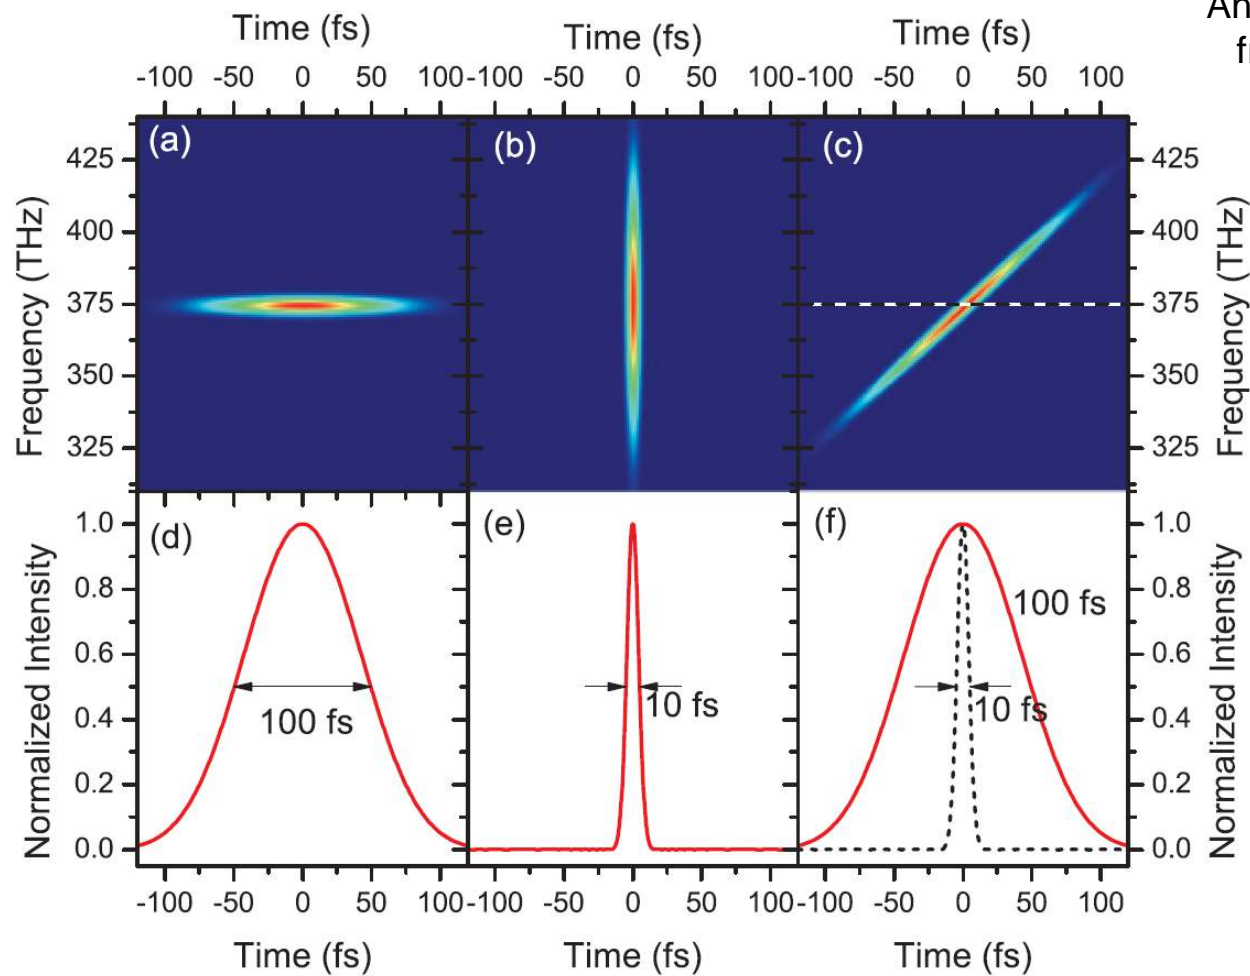 An
fr
Time (fs) Time (fs) Time (fs)
-100 -50 0 50 100 -100 -50 0 50 100 -100 -50 0 50 100
(a) (b) (c)
425 425
400 400
375 375
350 350
325 325
Frequency (THz) Frequency (THz)
(d) (e) (f)
1.0 1.0
0.8 0.8
100 fs
0.6 0.6
100 fs 10 fs 10 fs
0.4 0.4
0.2 0.2
0.0 0.0
Normalized Intensity Normalized Intensity
-100 -50 0 50 100 -100 -50 0 50 100 -100 -50 0 50 100
Time (fs) Time (fs) Time (fs)